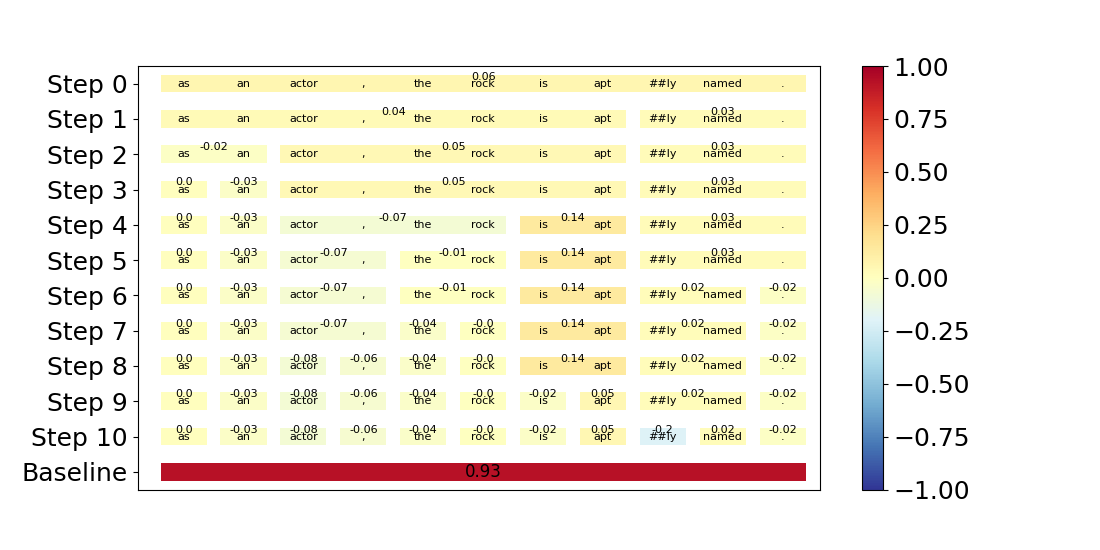 0.06
Step 0 as an actor , the rock is apt ##ly named .
0.04 0.03
Step 1 as an actor , the rock is apt ##ly named .
-0.02 0.05 0.03
Step 2 as an actor , the rock is apt ##ly named .
0.0 -0.03 0.05 0.03
Step 3 as an actor , the rock is apt ##ly named .
0.0 -0.03 -0.07 0.14 0.03
Step 4 as an actor , the rock is apt ##ly named .
0.0 -0.03 -0.07 -0.01 0.14 0.03
Step 5 as an actor , the rock is apt ##ly named .
0.0 -0.03 -0.07 -0.01 0.14 0.02 -0.02
Step 6 as an actor , the rock is apt ##ly named .
0.0 -0.03 -0.07 -0.04 -0.0 0.14 0.02 -0.02
Step 7 as an actor , the rock is apt ##ly named .
0.0 -0.03 -0.08 -0.06 -0.04 -0.0 0.14 0.02 -0.02
Step 8 as an actor , the rock is apt ##ly named .
0.0 -0.03 -0.08 -0.06 -0.04 -0.0 -0.02 0.05 0.02 -0.02
Step 9 as an actor , the rock is apt ##ly named .
0.0 -0.03 -0.08 -0.06 -0.04 -0.0 -0.02 0.05 -0.2 0.02 -0.02
Step 10 as an actor , the rock is apt ##ly named .
Baseline 0.93
1.00
0.75
0.50
0.25
0.00
−0.25
−0.50
−0.75
−1.00